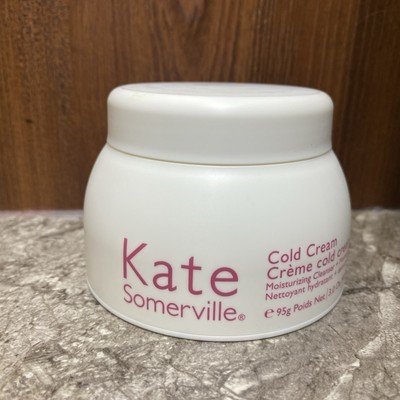 Kate
Somerville®
Cold Cream
Crème cold
Moisturizing Cleanser
Nettoyant hydratant
℮ 95g Poids Net